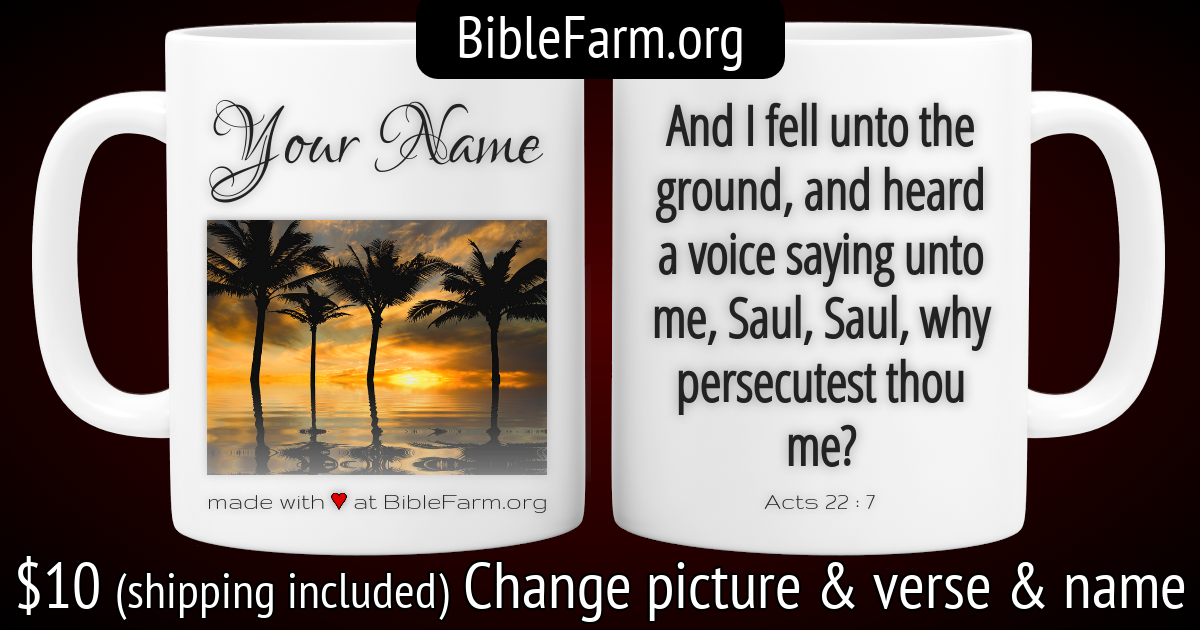 BibleFarm.org
Your Name
made with ♥ at BibleFarm.org
And I fell unto the
ground, and heard
a voice saying unto
me, Saul, Saul, why
persecutest thou
me?
Acts 22 : 7
$10 (shipping included) Change picture & verse & name